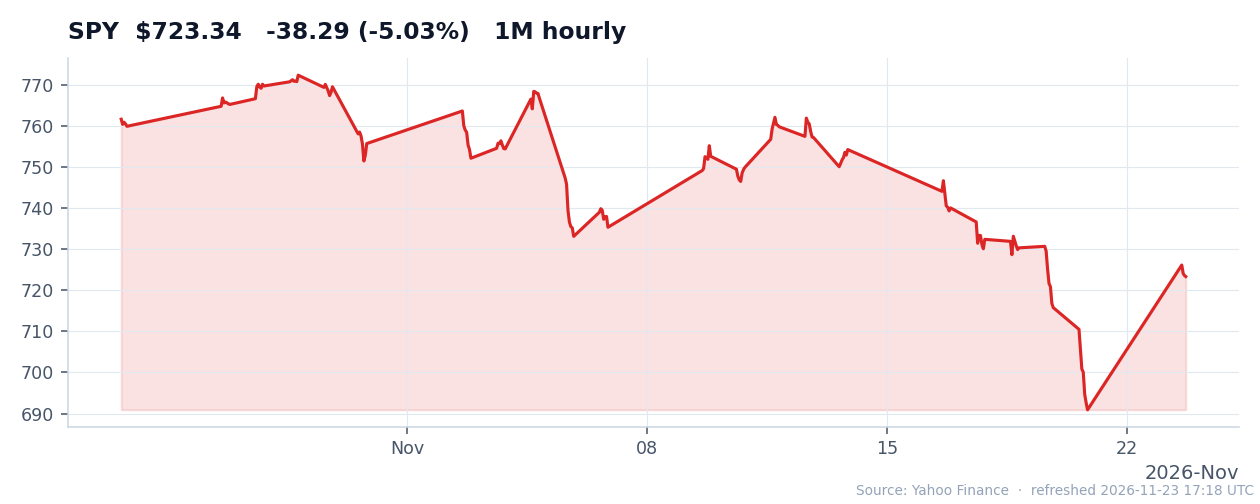 SPY $723.34 -38.29 (-5.03%) 1M hourly
770
760
750
740
730
720
710
700
690
Nov 08 15 22
2026-Nov
Source: Yahoo Finance · refreshed 2026-11-23 17:18 UTC